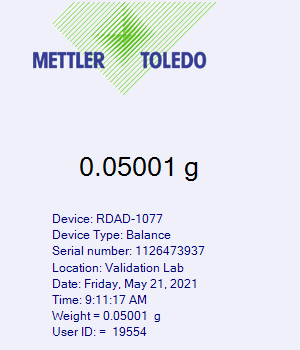 METTLER TOLEDO
0.05001 g
Device: RDAD-1077
Device Type: Balance
Serial number: 1126473937
Location: Validation Lab
Date: Friday, May 21, 2021
Time: 9:11:17 AM
Weight = 0.05001  g
User ID: =  19554